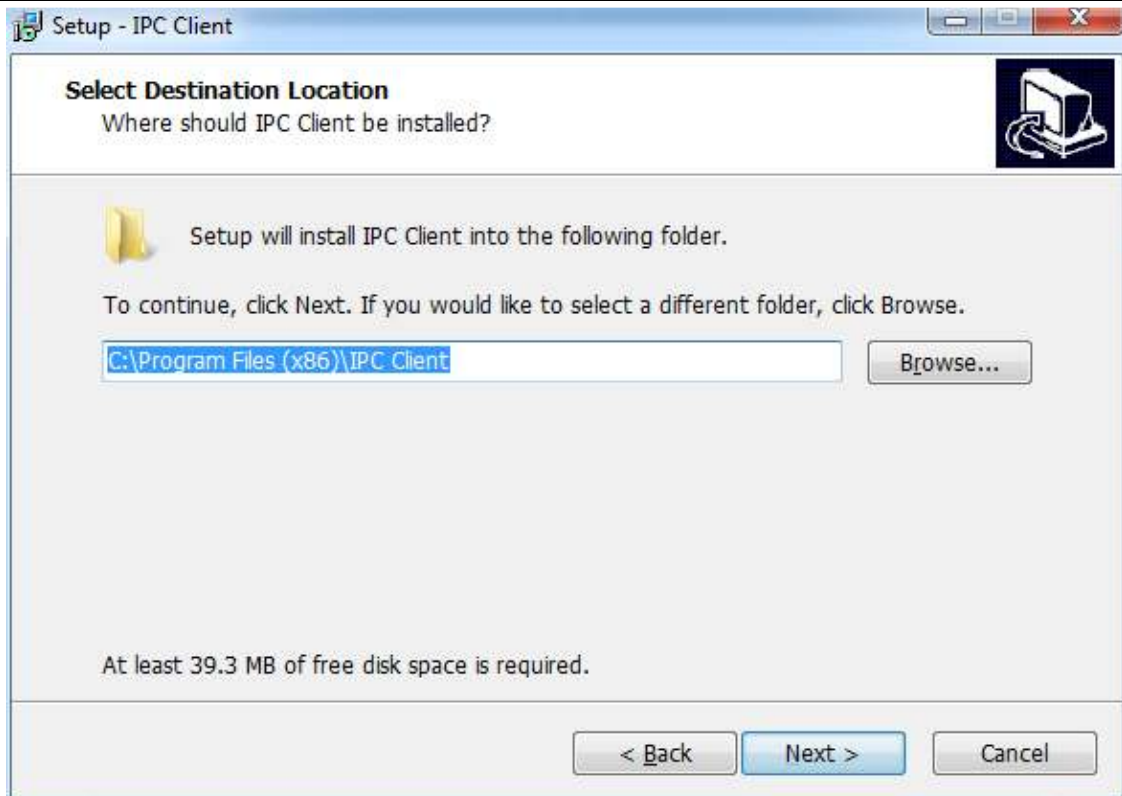 Setup - IPC Client
Select Destination Location
Where should IPC Client be installed?
Setup will install IPC Client into the following folder.
To continue, click Next. If you would like to select a different folder, click Browse.
C:\Program Files (x86)\IPC Client
Browse...
At least 39.3 MB of free disk space is required.
< Back
Next >
Cancel